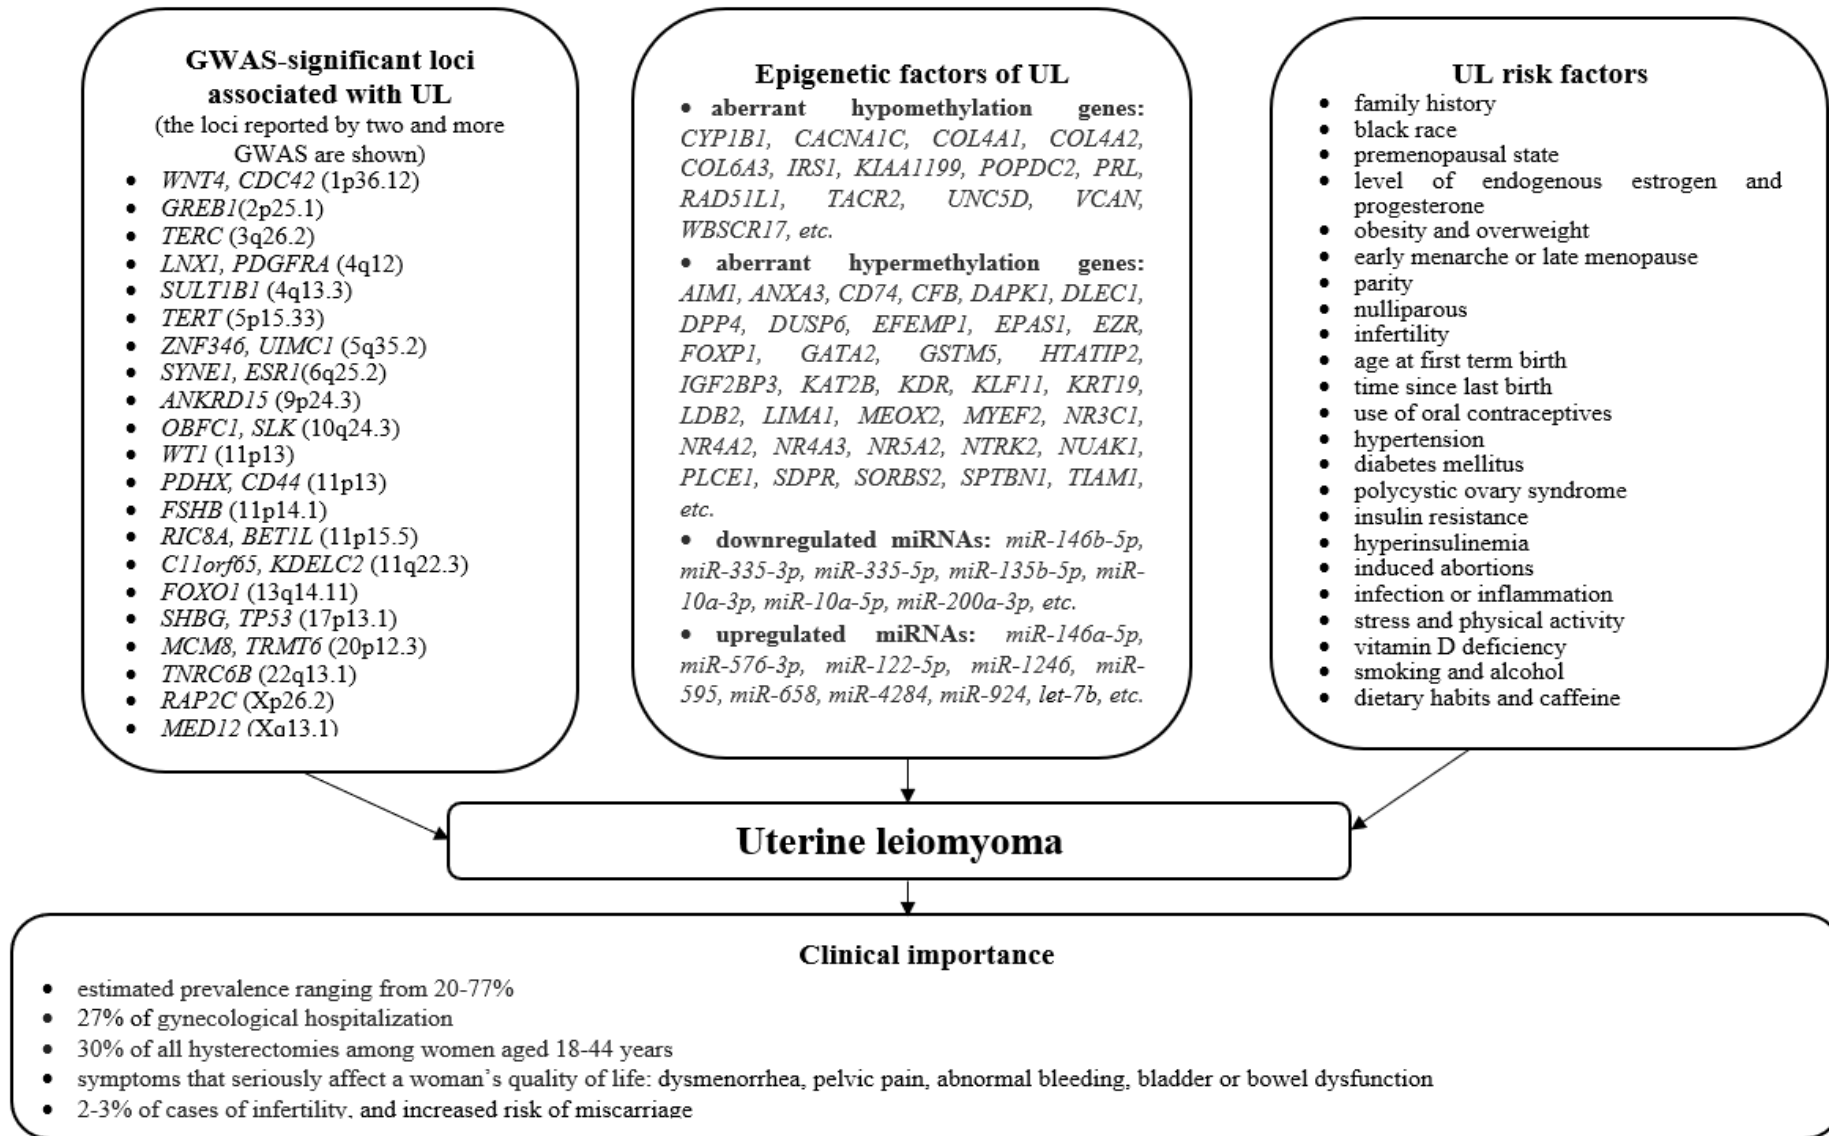 GWAS-significant loci
associated with UL
(the loci reported by two and more
GWAS are shown)
• WNT4, CDC42 (1p36.12)
• GREB1(2p25.1)
• TERC (3q26.2)
• LNX1, PDGFRA (4q12)
• SULT1B1 (4q13.3)
• TERT (5p15.33)
• ZNF346, UIMC1 (5q35.2)
• SYNE1, ESR1(6q25.2)
• ANKRD15 (9p24.3)
• OBFC1, SLK (10q24.3)
• WT1 (11p13)
• PDHX, CD44 (11p13)
• FSHB (11p14.1)
• RIC8A, BET1L (11p15.5)
• C11orf65, KDELC2 (11q22.3)
• FOXO1 (13q14.11)
• SHBG, TP53 (17p13.1)
• MCM8, TRMT6 (20p12.3)
• TNRC6B (22q13.1)
• RAP2C (Xp26.2)
• MED12 (Xq13.1)
Epigenetic factors of UL
• aberrant hypomethylation genes:
CYP1B1, CACNA1C, COL4A1, COL4A2,
COL6A3, IRS1, KIAA1199, POPDC2, PRL,
RAD51L1, TACR2, UNC5D, VCAN,
WBSCR17, etc.
• aberrant hypermethylation genes:
AIM1, ANXA3, CD74, CFB, DAPK1, DLEC1,
DPP4, DUSP6, EFEMP1, EPAS1, EZR,
FOXP1, GATA2, GSTM5, HTATIP2,
IGF2BP3, KAT2B, KDR, KLF11, KRT19,
LDB2, LIMA1, MEOX2, MYEF2, NR3C1,
NR4A2, NR4A3, NR5A2, NTRK2, NUAK1,
PLCE1, SDPR, SORBS2, SPTBN1, TIAM1,
etc.
• downregulated miRNAs: miR-146b-5p,
miR-335-3p, miR-335-5p, miR-135b-5p, miR-
10a-3p, miR-10a-5p, miR-200a-3p, etc.
• upregulated miRNAs: miR-146a-5p,
miR-576-3p, miR-122-5p, miR-1246, miR-
595, miR-658, miR-4284, miR-924, let-7b, etc.
UL risk factors
• family history
• black race
• premenopausal state
• level of endogenous estrogen and
progesterone
• obesity and overweight
• early menarche or late menopause
• parity
• nulliparous
• infertility
• age at first term birth
• time since last birth
• use of oral contraceptives
• hypertension
• diabetes mellitus
• polycystic ovary syndrome
• insulin resistance
• hyperinsulinemia
• induced abortions
• infection or inflammation
• stress and physical activity
• vitamin D deficiency
• smoking and alcohol
• dietary habits and caffeine
Uterine leiomyoma
Clinical importance
• estimated prevalence ranging from 20-77%
• 27% of gynecological hospitalization
• 30% of all hysterectomies among women aged 18-44 years
• symptoms that seriously affect a woman's quality of life: dysmenorrhea, pelvic pain, abnormal bleeding, bladder or bowel dysfunction
• 2-3% of cases of infertility, and increased risk of miscarriage